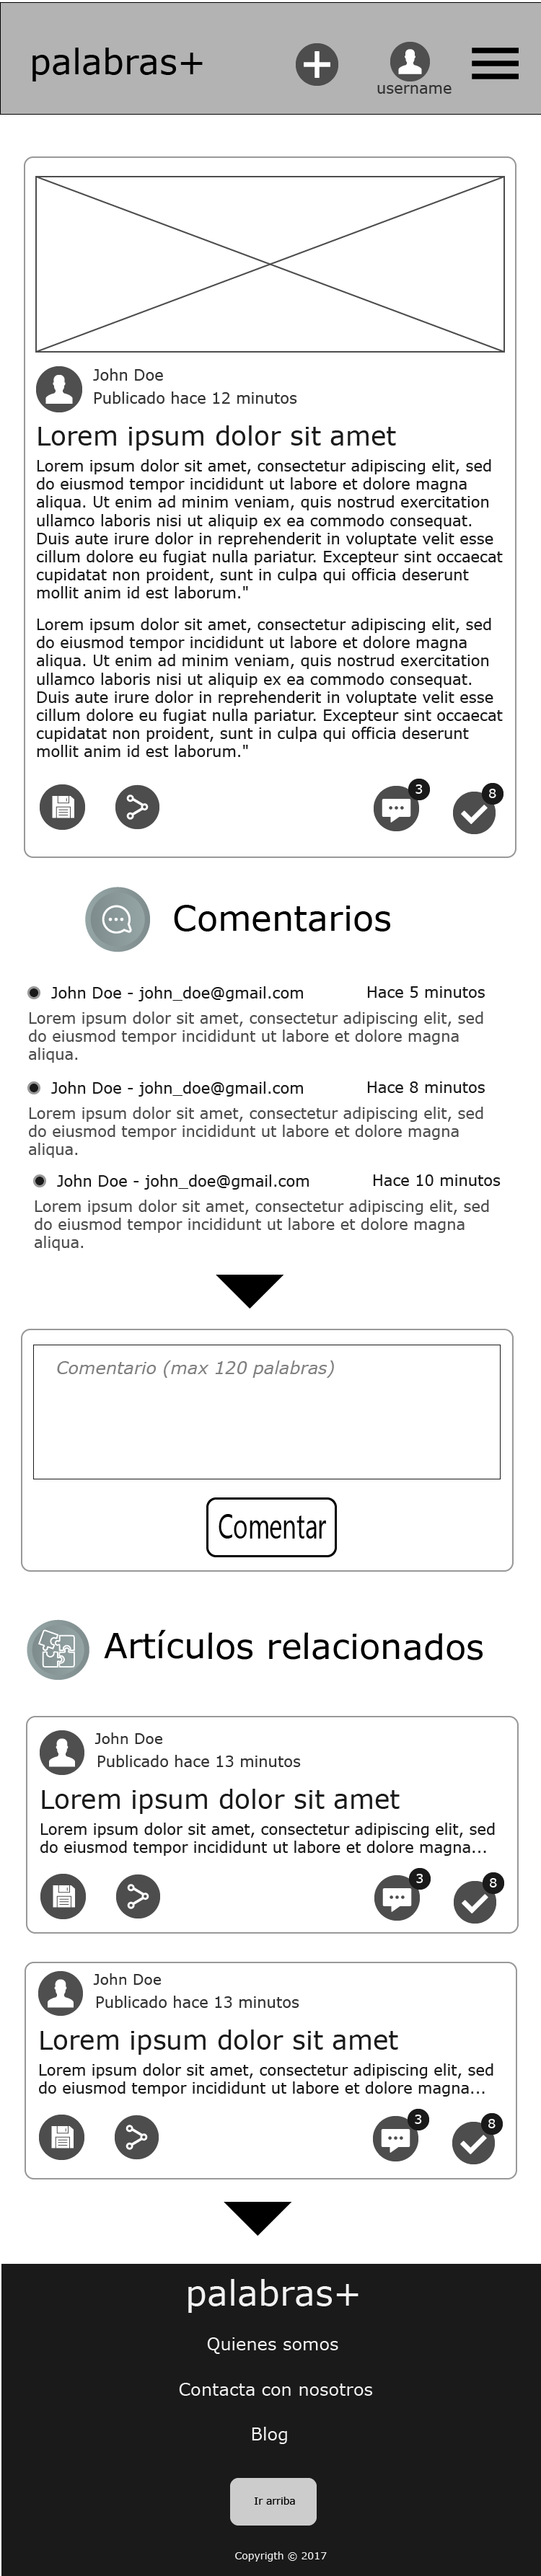 palabras+
username
John Doe
Publicado hace 12 minutos
Lorem ipsum dolor sit amet
Lorem ipsum dolor sit amet, consectetur adipiscing elit, sed
do eiusmod tempor incididunt ut labore et dolore magna
aliqua. Ut enim ad minim veniam, quis nostrud exercitation
ullamco laboris nisi ut aliquip ex ea commodo consequat.
Duis aute irure dolor in reprehenderit in voluptate velit esse
cillum dolore eu fugiat nulla pariatur. Excepteur sint occaecat
cupidatat non proident, sunt in culpa qui officia deserunt
mollit anim id est laborum."
Lorem ipsum dolor sit amet, consectetur adipiscing elit, sed
do eiusmod tempor incididunt ut labore et dolore magna
aliqua. Ut enim ad minim veniam, quis nostrud exercitation
ullamco laboris nisi ut aliquip ex ea commodo consequat.
Duis aute irure dolor in reprehenderit in voluptate velit esse
cillum dolore eu fugiat nulla pariatur. Excepteur sint occaecat
cupidatat non proident, sunt in culpa qui officia deserunt
mollit anim id est laborum."
3
8
Comentarios
John Doe - john_doe@gmail.com Hace 5 minutos
Lorem ipsum dolor sit amet, consectetur adipiscing elit, sed
do eiusmod tempor incididunt ut labore et dolore magna
aliqua.
John Doe - john_doe@gmail.com Hace 8 minutos
Lorem ipsum dolor sit amet, consectetur adipiscing elit, sed
do eiusmod tempor incididunt ut labore et dolore magna
aliqua.
John Doe - john_doe@gmail.com Hace 10 minutos
Lorem ipsum dolor sit amet, consectetur adipiscing elit, sed
do eiusmod tempor incididunt ut labore et dolore magna
aliqua.
Comentario (max 120 palabras)
Comentar
Artículos relacionados
John Doe
Publicado hace 13 minutos
Lorem ipsum dolor sit amet
Lorem ipsum dolor sit amet, consectetur adipiscing elit, sed
do eiusmod tempor incididunt ut labore et dolore magna...
3
8
John Doe
Publicado hace 13 minutos
Lorem ipsum dolor sit amet
Lorem ipsum dolor sit amet, consectetur adipiscing elit, sed
do eiusmod tempor incididunt ut labore et dolore magna...
3
8
palabras+
Quienes somos
Contacta con nosotros
Blog
Ir arriba
Copyrigth © 2017